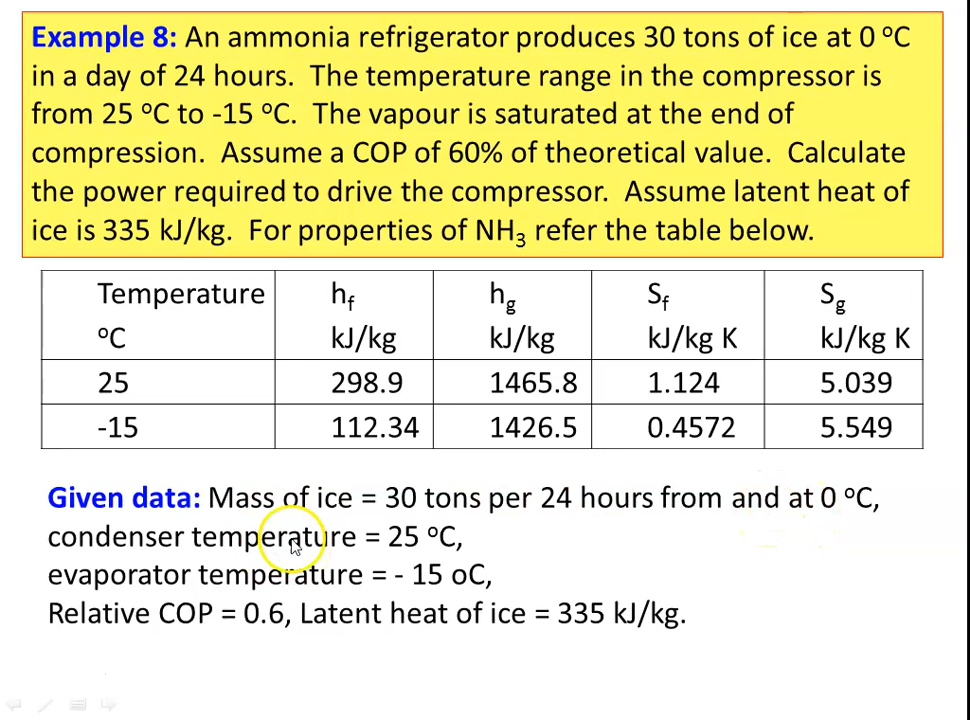 Example 8: An ammonia refrigerator produces 30 tons of ice at 0 ºC
in a day of 24 hours. The temperature range in the compressor is
from 25 ºC to -15 ºC. The vapour is saturated at the end of
compression. Assume a COP of 60% of theoretical value. Calculate
the power required to drive the compressor. Assume latent heat of
ice is 335 kJ/kg. For properties of NH₃ refer the table below.
Temperature ºC hf kJ/kg hg kJ/kg Sf kJ/kg K Sg kJ/kg K
25 298.9 1465.8 1.124 5.039
-15 112.34 1426.5 0.4572 5.549
Given data: Mass of ice = 30 tons per 24 hours from and at 0 ºC,
condenser temperature = 25 ºC,
evaporator temperature = - 15 oC,
Relative COP = 0.6, Latent heat of ice = 335 kJ/kg.